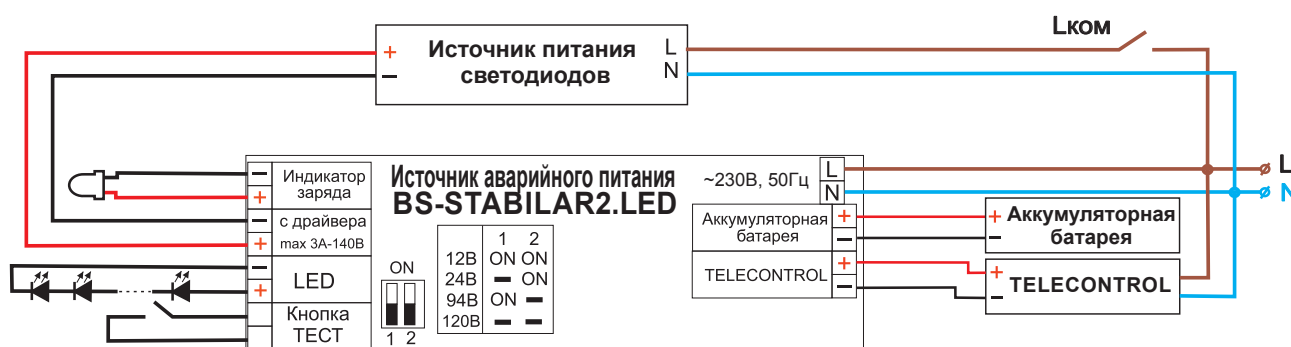 Lком
+ Источник питания L
− светодиодов N
− Индикатор
+ заряда
− с драйвера
+ max 3А-140В
− LED
+
Кнопка
ТЕСТ
Источник аварийного питания
BS-STABILAR2.LED
ON
1 2
1 2
12В ON ON
24В − ON
94В ON −
120В − −
~230В, 50Гц L
N
Аккумуляторная +
батарея −
TELECONTROL +
−
+ Аккумуляторная
− батарея
+ TELECONTROL
−
L
N